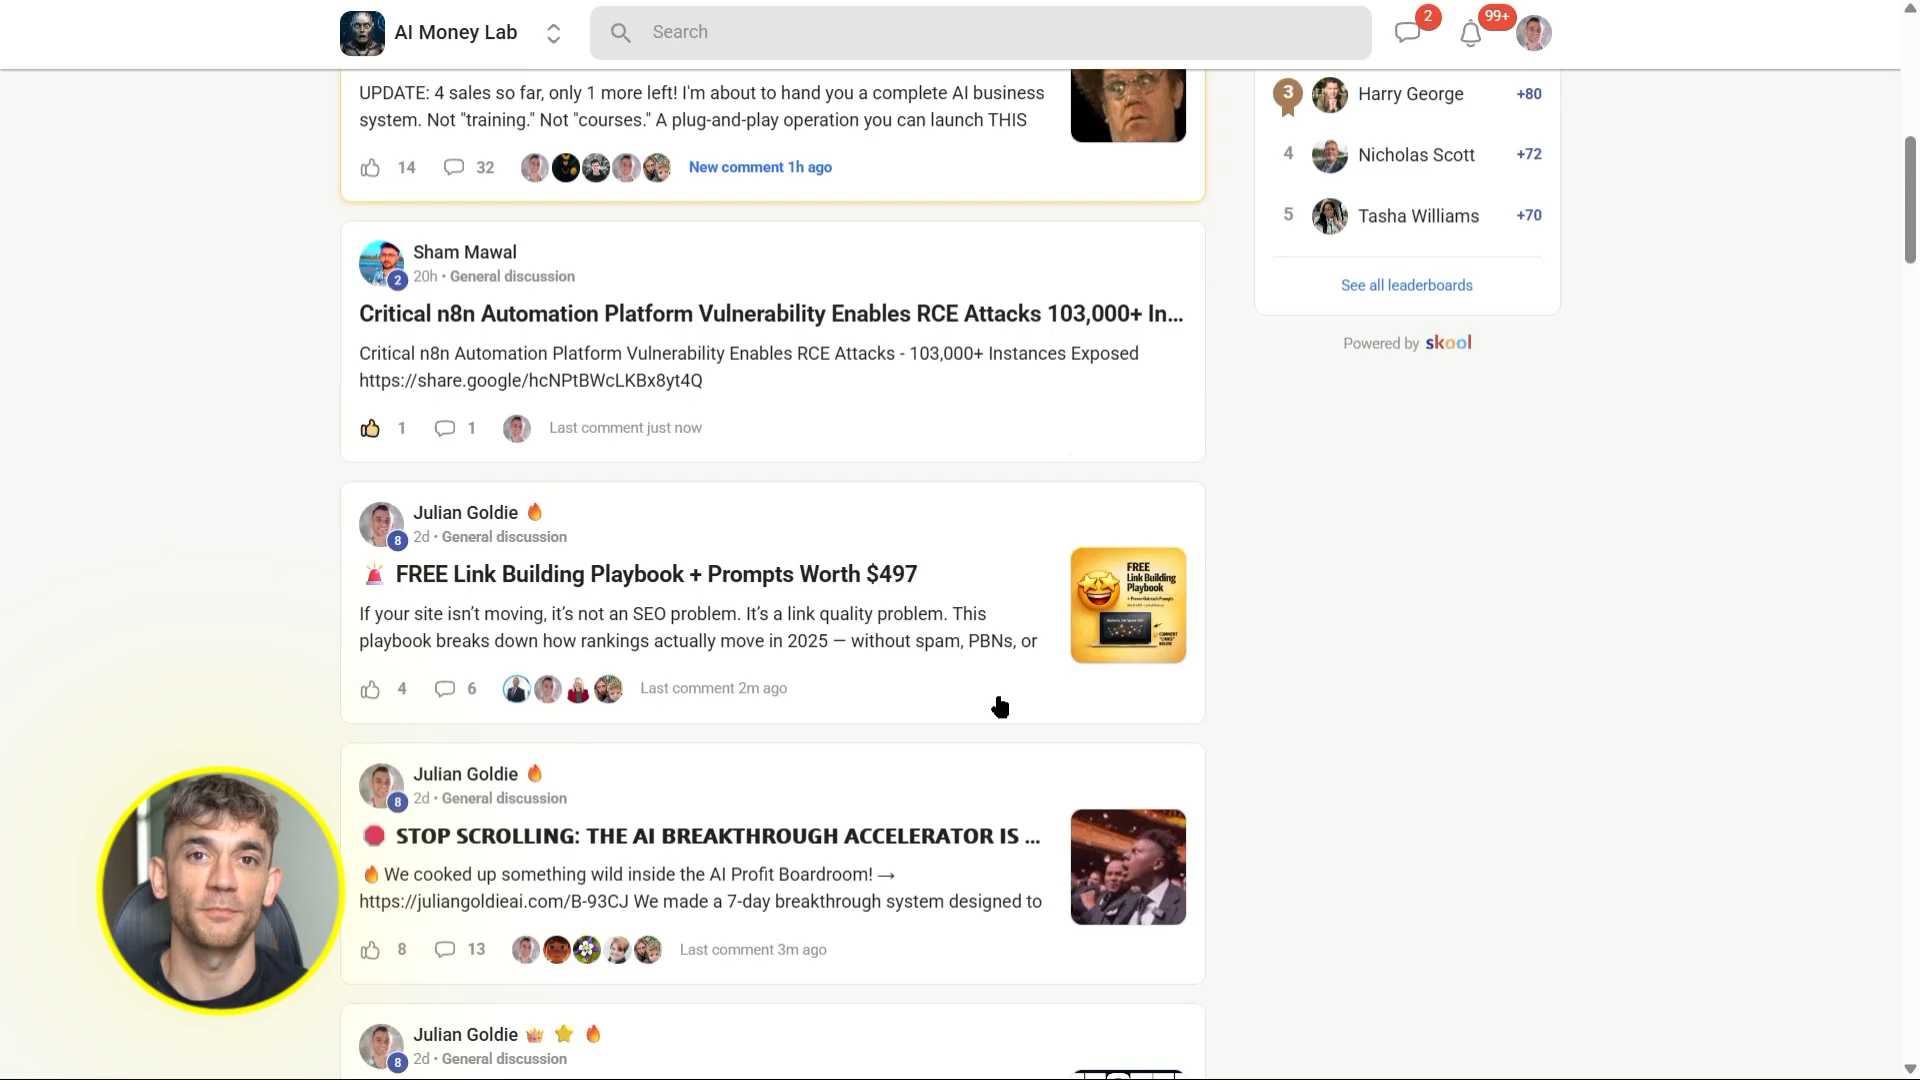 AI Money Lab
Search
2
99+
UPDATE: 4 sales so far, only 1 more left! I'm about to hand you a complete AI business
system. Not "training." Not "courses." A plug-and-play operation you can launch THIS
14
32
New comment 1h ago
3
Harry George
+80
4
Nicholas Scott
+72
5
Tasha Williams
+70
See all leaderboards
Powered by skool
Sham Mawal
2
20h • General discussion
Critical n8n Automation Platform Vulnerability Enables RCE Attacks 103,000+ In...
Critical n8n Automation Platform Vulnerability Enables RCE Attacks - 103,000+ Instances Exposed
https://share.google/hcNPtBWcLKBx8yt4Q
1
1
Last comment just now
Julian Goldie 🔥
8
2d • General discussion
🚨 FREE Link Building Playbook + Prompts Worth $497
If your site isn’t moving, it’s not an SEO problem. It’s a link quality problem. This
playbook breaks down how rankings actually move in 2025 — without spam, PBNs, or
FREE
Link Building
Playbook
4
6
Last comment 2m ago
Julian Goldie 🔥
8
2d • General discussion
🛑 STOP SCROLLING: THE AI BREAKTHROUGH ACCELERATOR IS ...
🔥We cooked up something wild inside the AI Profit Boardroom! →
https://juliangoldieai.com/B-93CJ We made a 7-day breakthrough system designed to
8
13
Last comment 3m ago
Julian Goldie 👑 ⭐ 🔥
8
2d • General discussion